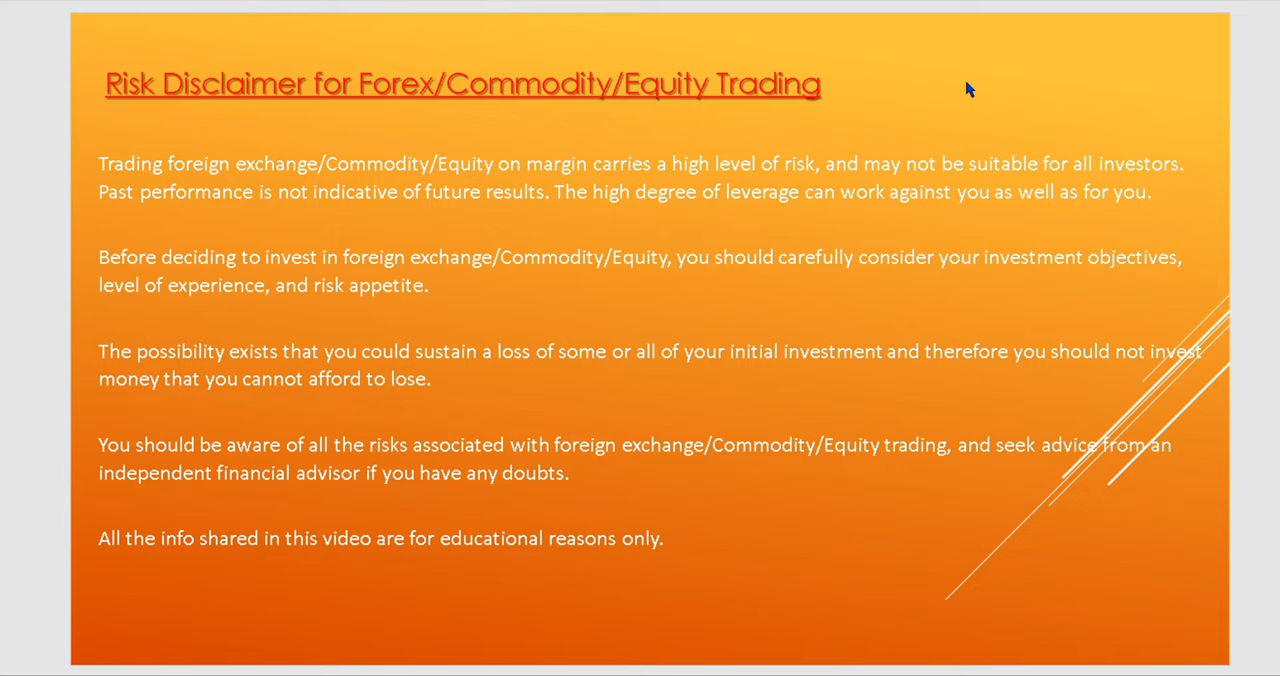 Risk Disclaimer for Forex/Commodity/Equity Trading
Trading foreign exchange/Commodity/Equity on margin carries a high level of risk, and may not be suitable for all investors.
Past performance is not indicative of future results. The high degree of leverage can work against you as well as for you.
Before deciding to invest in foreign exchange/Commodity/Equity, you should carefully consider your investment objectives,
level of experience, and risk appetite.
The possibility exists that you could sustain a loss of some or all of your initial investment and therefore you should not invest
money that you cannot afford to lose.
You should be aware of all the risks associated with foreign exchange/Commodity/Equity trading, and seek advice from an
independent financial advisor if you have any doubts.
All the info shared in this video are for educational reasons only.